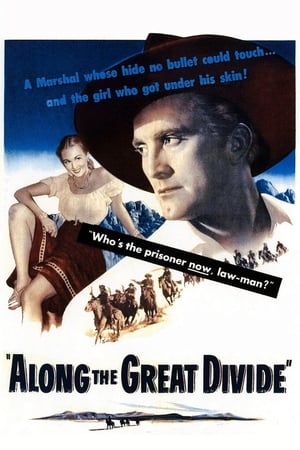 A Marshal whose hide no bullet could touch...
and the girl who got under his skin!
"Who's the prisoner now, law-man?"
"ALONG THE GREAT DIVIDE"